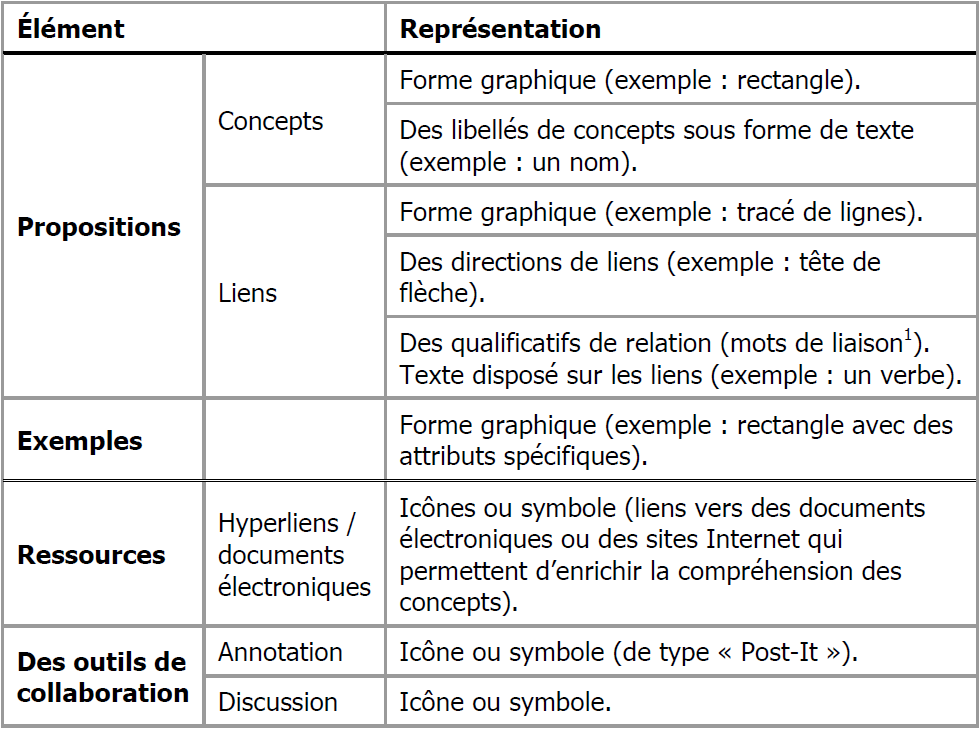 Élément Représentation
Propositions
Concepts
Forme graphique (exemple : rectangle).
Des libellés de concepts sous forme de texte
(exemple : un nom).
Liens
Forme graphique (exemple : tracé de lignes).
Des directions de liens (exemple : tête de
flèche).
Des qualificatifs de relation (mots de liaison¹).
Texte disposé sur les liens (exemple : un verbe).
Exemples
Forme graphique (exemple : rectangle avec des
attributs spécifiques).
Ressources
Hyperliens /
documents
électroniques
Icônes ou symbole (liens vers des documents
électroniques ou des sites Internet qui
permettent d’enrichir la compréhension des
concepts).
Des outils de
collaboration
Annotation
Icône ou symbole (de type « Post-It »).
Discussion
Icône ou symbole.